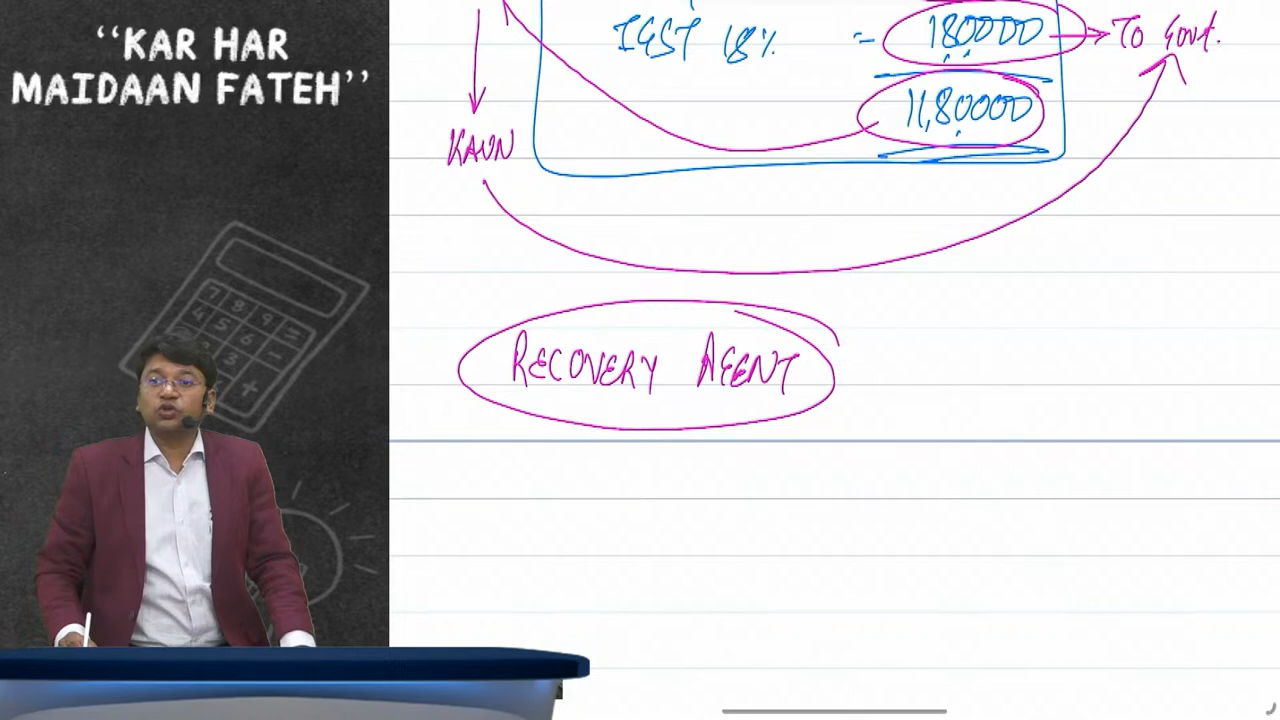 “KAR HAR
MAIDAAN FATEH”
IGST 18% = 180000 → To Govt.
11,80000
KAUN
RECOVERY AGENT